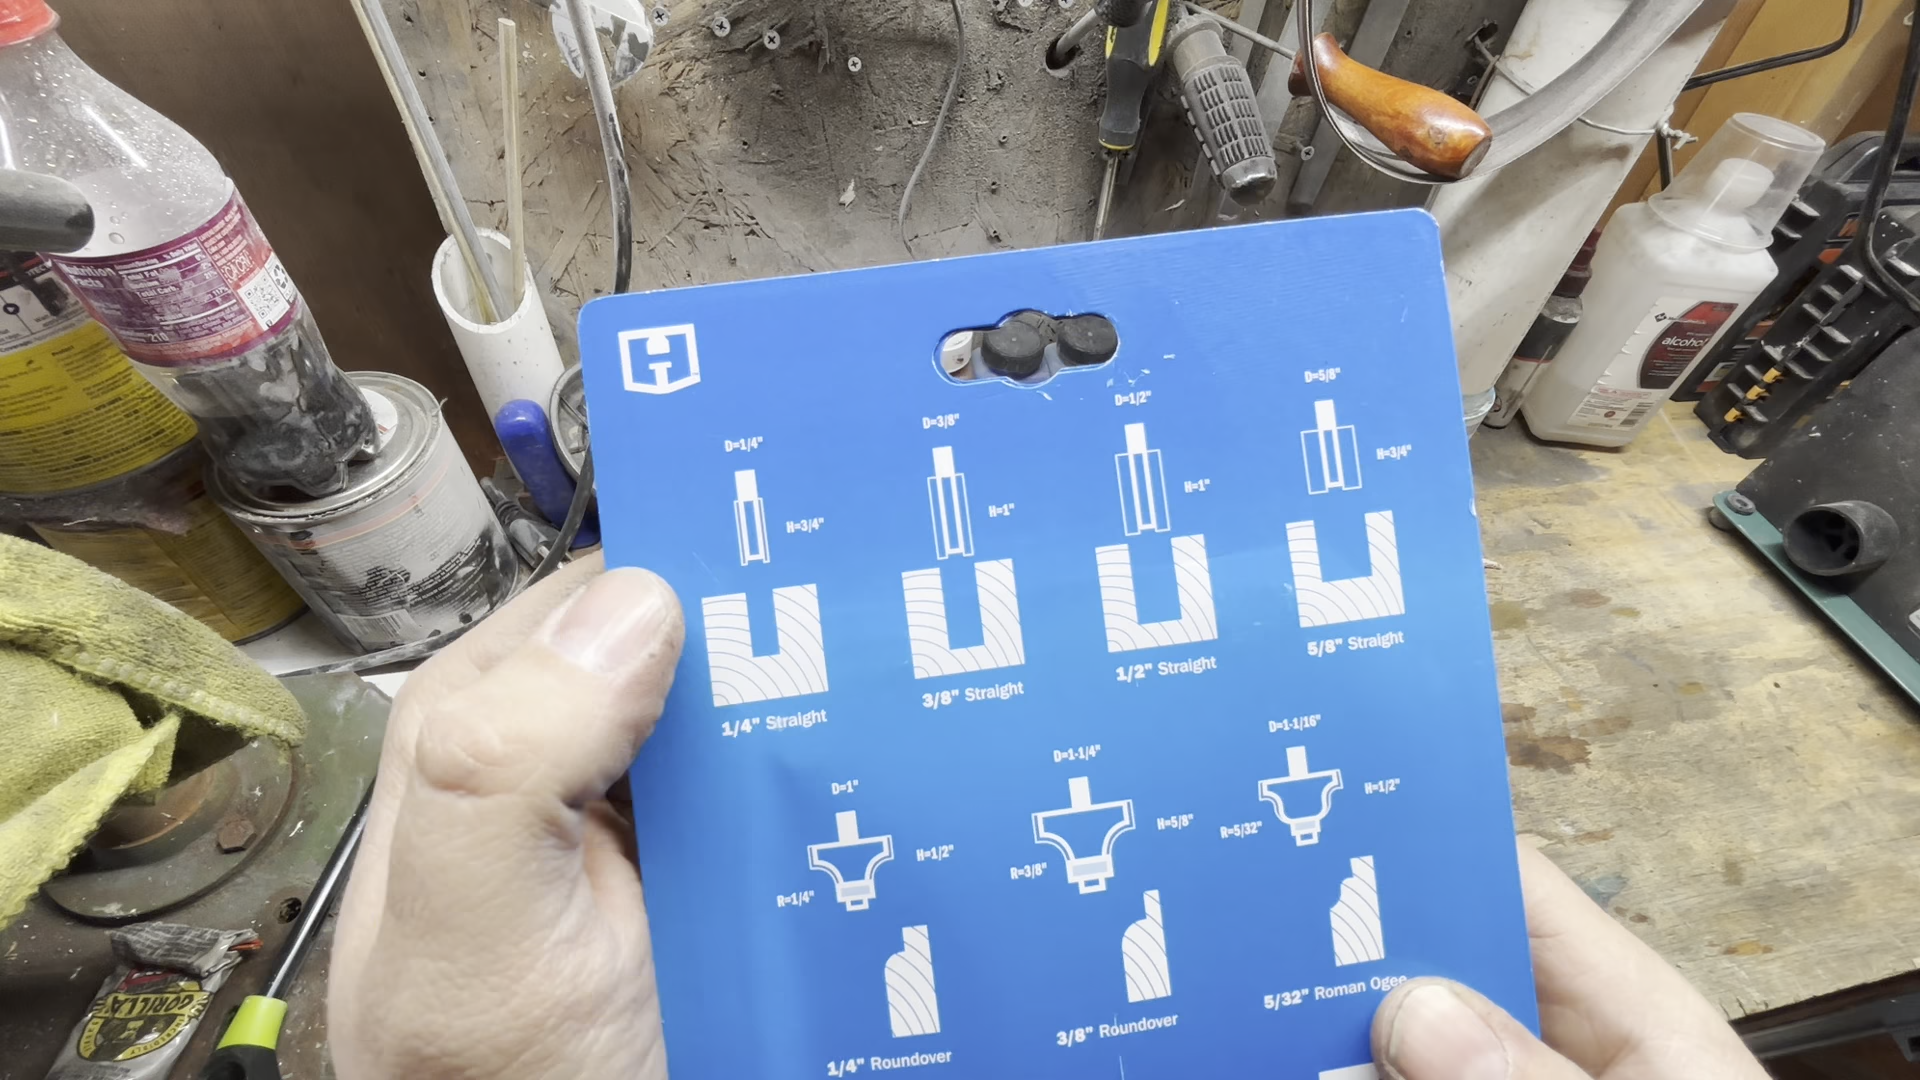 D=1/4"
H=3/4"
1/4" Straight
D=3/8"
H=1"
3/8" Straight
D=1/2"
H=1"
1/2" Straight
D=5/8"
H=3/4"
5/8" Straight
D=1"
H=1/2"
R=1/4"
1/4" Roundover
D=1-1/4"
H=5/8"
R=3/8"
3/8" Roundover
D=1-1/16"
H=1/2"
R=5/32"
5/32" Roman Ogee
alcohol
GORILLA